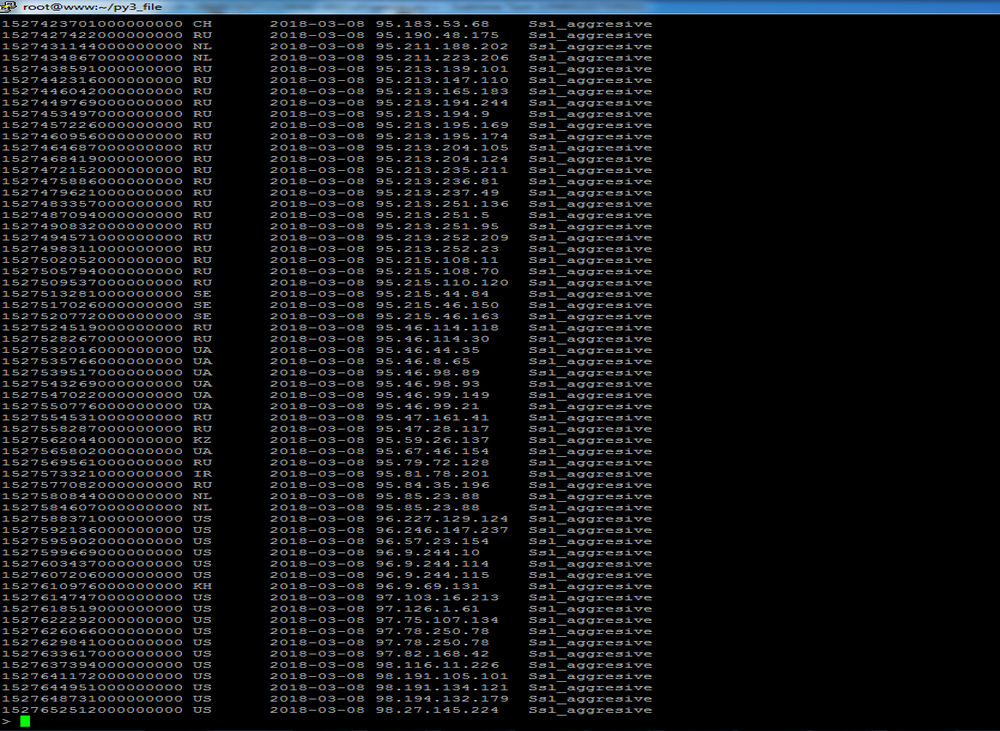 root@www:~/py3_file
1527423701000000000 CH 2018-03-08 95.183.53.68 Ssl_aggresive
1527427422000000000 RU 2018-03-08 95.190.48.175 Ssl_aggresive
1527431144000000000 NL 2018-03-08 95.211.188.202 Ssl_aggresive
1527434867000000000 NL 2018-03-08 95.211.223.206 Ssl_aggresive
1527438591000000000 RU 2018-03-08 95.213.139.101 Ssl_aggresive
1527442316000000000 RU 2018-03-08 95.213.147.110 Ssl_aggresive
1527446042000000000 RU 2018-03-08 95.213.165.183 Ssl_aggresive
1527449769000000000 RU 2018-03-08 95.213.194.244 Ssl_aggresive
1527453497000000000 RU 2018-03-08 95.213.194.9 Ssl_aggresive
1527457226000000000 RU 2018-03-08 95.213.195.169 Ssl_aggresive
1527460956000000000 RU 2018-03-08 95.213.195.174 Ssl_aggresive
1527464687000000000 RU 2018-03-08 95.213.204.105 Ssl_aggresive
1527468419000000000 RU 2018-03-08 95.213.204.124 Ssl_aggresive
1527472152000000000 RU 2018-03-08 95.213.235.211 Ssl_aggresive
1527475886000000000 RU 2018-03-08 95.213.236.81 Ssl_aggresive
1527479621000000000 RU 2018-03-08 95.213.237.49 Ssl_aggresive
1527483357000000000 RU 2018-03-08 95.213.251.136 Ssl_aggresive
1527487094000000000 RU 2018-03-08 95.213.251.5 Ssl_aggresive
1527490832000000000 RU 2018-03-08 95.213.251.95 Ssl_aggresive
1527494571000000000 RU 2018-03-08 95.213.252.209 Ssl_aggresive
1527498311000000000 RU 2018-03-08 95.213.252.23 Ssl_aggresive
1527502052000000000 RU 2018-03-08 95.215.108.11 Ssl_aggresive
1527505794000000000 RU 2018-03-08 95.215.108.70 Ssl_aggresive
1527509537000000000 RU 2018-03-08 95.215.110.120 Ssl_aggresive
1527513281000000000 SE 2018-03-08 95.215.44.84 Ssl_aggresive
1527517026000000000 SE 2018-03-08 95.215.46.150 Ssl_aggresive
1527520772000000000 SE 2018-03-08 95.215.46.163 Ssl_aggresive
1527524519000000000 RU 2018-03-08 95.46.114.118 Ssl_aggresive
1527528267000000000 RU 2018-03-08 95.46.114.30 Ssl_aggresive
1527532016000000000 UA 2018-03-08 95.46.44.35 Ssl_aggresive
1527535766000000000 UA 2018-03-08 95.46.8.65 Ssl_aggresive
1527539517000000000 UA 2018-03-08 95.46.98.89 Ssl_aggresive
1527543269000000000 UA 2018-03-08 95.46.98.93 Ssl_aggresive
1527547022000000000 UA 2018-03-08 95.46.99.149 Ssl_aggresive
1527550776000000000 UA 2018-03-08 95.46.99.21 Ssl_aggresive
1527554531000000000 RU 2018-03-08 95.47.161.41 Ssl_aggresive
1527558287000000000 RU 2018-03-08 95.47.28.117 Ssl_aggresive
1527562044000000000 KZ 2018-03-08 95.59.26.137 Ssl_aggresive
1527565802000000000 UA 2018-03-08 95.67.46.154 Ssl_aggresive
1527569561000000000 RU 2018-03-08 95.79.72.128 Ssl_aggresive
1527573321000000000 IR 2018-03-08 95.81.78.201 Ssl_aggresive
1527577082000000000 RU 2018-03-08 95.84.35.196 Ssl_aggresive
1527580844000000000 NL 2018-03-08 95.85.23.88 Ssl_aggresive
1527584607000000000 NL 2018-03-08 95.85.23.88 Ssl_aggresive
1527588371000000000 US 2018-03-08 96.227.129.124 Ssl_aggresive
1527592136000000000 US 2018-03-08 96.246.147.237 Ssl_aggresive
1527595902000000000 US 2018-03-08 96.57.23.154 Ssl_aggresive
1527599669000000000 US 2018-03-08 96.9.244.10 Ssl_aggresive
1527603437000000000 US 2018-03-08 96.9.244.114 Ssl_aggresive
1527607206000000000 US 2018-03-08 96.9.244.115 Ssl_aggresive
1527610976000000000 KH 2018-03-08 96.9.69.131 Ssl_aggresive
1527614747000000000 US 2018-03-08 97.103.16.213 Ssl_aggresive
1527618519000000000 US 2018-03-08 97.126.1.61 Ssl_aggresive
1527622292000000000 US 2018-03-08 97.75.107.134 Ssl_aggresive
1527626066000000000 US 2018-03-08 97.78.250.78 Ssl_aggresive
1527629841000000000 US 2018-03-08 97.78.250.78 Ssl_aggresive
1527633617000000000 US 2018-03-08 97.82.168.42 Ssl_aggresive
1527637394000000000 US 2018-03-08 98.116.11.226 Ssl_aggresive
1527641172000000000 US 2018-03-08 98.191.105.101 Ssl_aggresive
1527644951000000000 US 2018-03-08 98.191.134.121 Ssl_aggresive
1527648731000000000 US 2018-03-08 98.194.132.179 Ssl_aggresive
1527652512000000000 US 2018-03-08 98.27.145.224 Ssl_aggresive
>